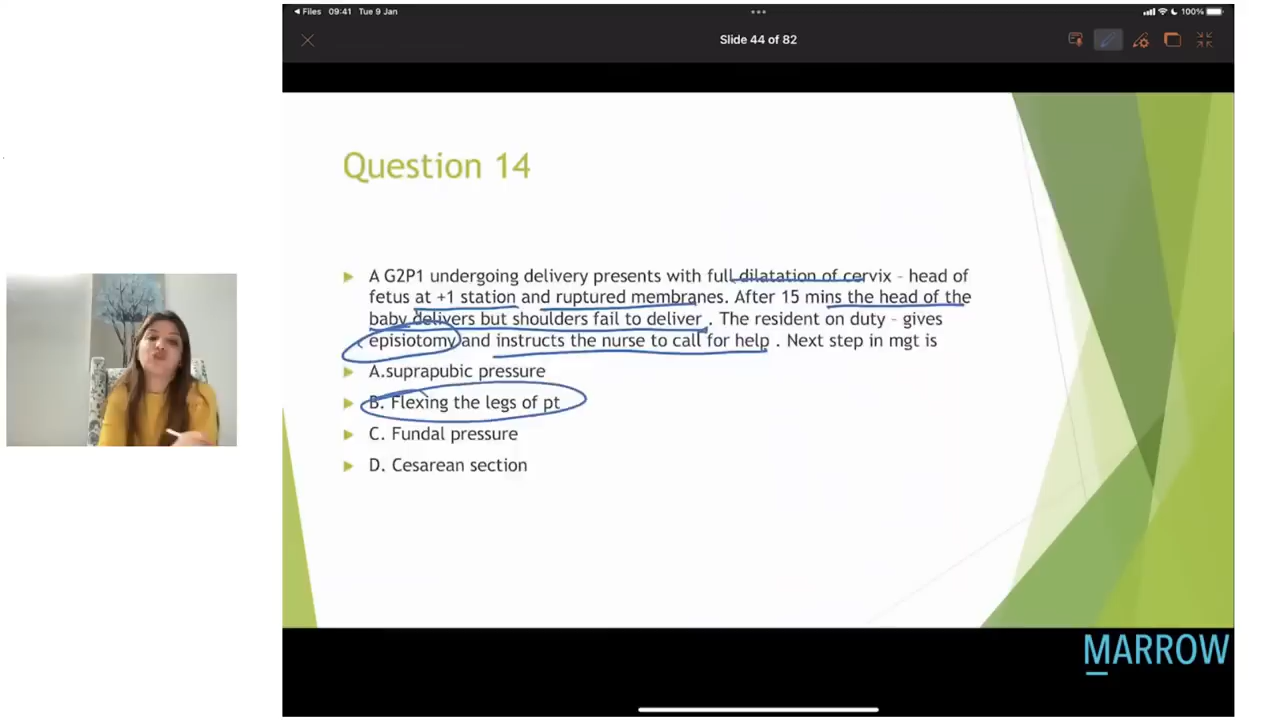 Files 09:41 Tue 9 Jan
100%
Slide 44 of 82
Question 14
A G2P1 undergoing delivery presents with full dilatation of cervix - head of
fetus at +1 station and ruptured membranes. After 15 mins the head of the
baby delivers but shoulders fail to deliver . The resident on duty - gives
episiotomy and instructs the nurse to call for help . Next step in mgt is
A.suprapubic pressure
B. Flexing the legs of pt
C. Fundal pressure
D. Cesarean section
MARROW